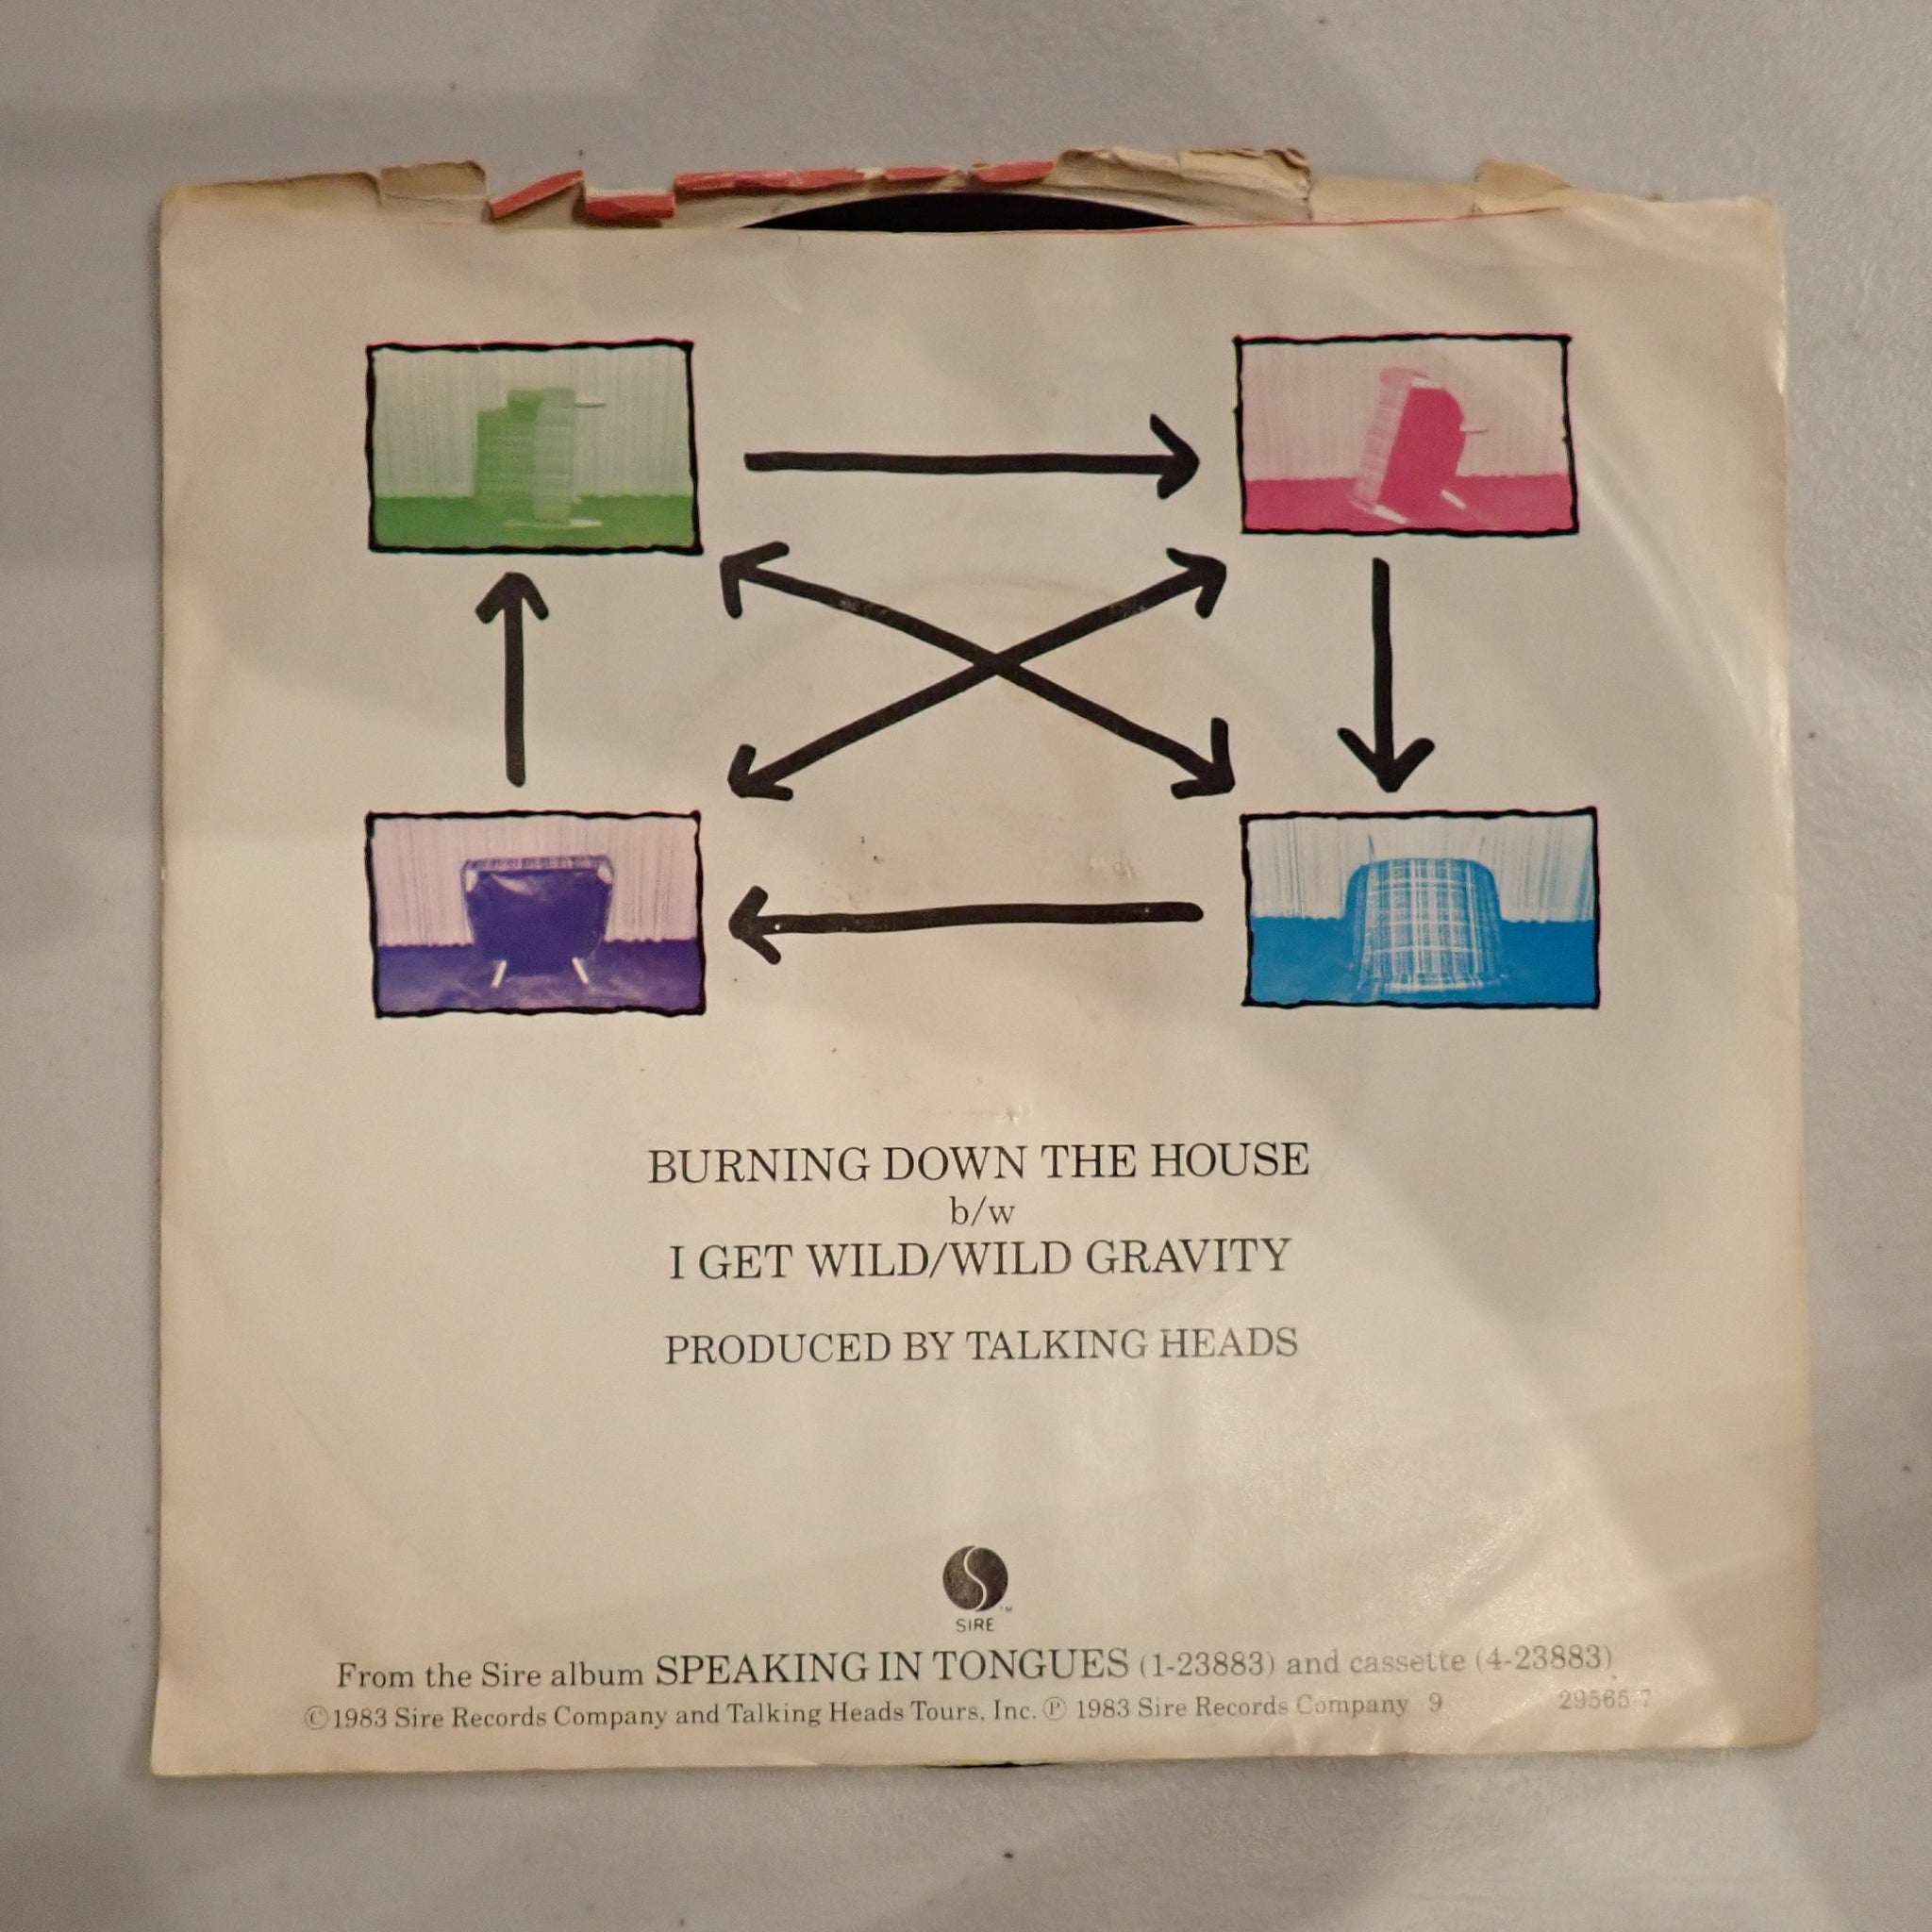 BURNING DOWN THE HOUSE
b/w
I GET WILD/WILD GRAVITY
PRODUCED BY TALKING HEADS
SIRE™
From the Sire album SPEAKING IN TONGUES (1-23883) and cassette (4-23883)
©1983 Sire Records Company and Talking Heads Tours, Inc. ℗ 1983 Sire Records Company 9 29565-7